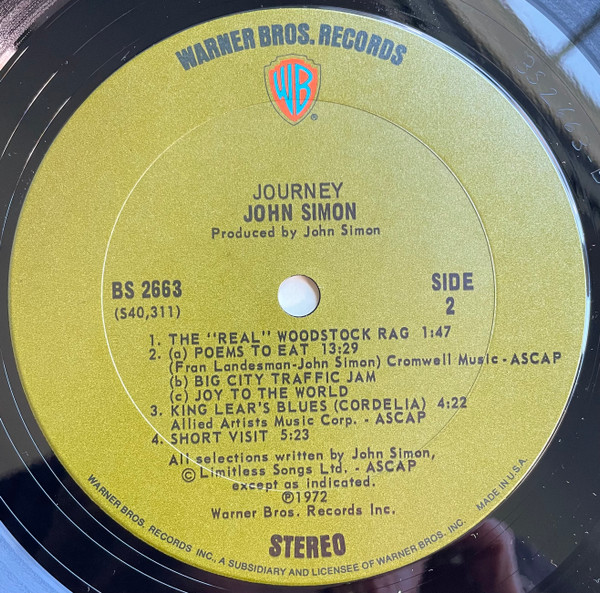 WARNER BROS. RECORDS
WB
®
JOURNEY
JOHN SIMON
Produced by John Simon
BS 2663
(S40,311)
SIDE
2
1. THE "REAL" WOODSTOCK RAG 1:47
2. (a) POEMS TO EAT 13:29
(Fran Landesman-John Simon) Cromwell Music - ASCAP
(b) BIG CITY TRAFFIC JAM
(c) JOY TO THE WORLD
3. KING LEAR'S BLUES (CORDELIA) 4:22
Allied Artists Music Corp. - ASCAP
4. SHORT VISIT 5:23
All selections written by John Simon,
©Limitless Songs Ltd. - ASCAP
except as indicated.
℗1972
Warner Bros. Records Inc.
STEREO
WARNER BROS. RECORDS INC., A SUBSIDIARY AND LICENSEE OF WARNER BROS. INC. MADE IN U.S.A.